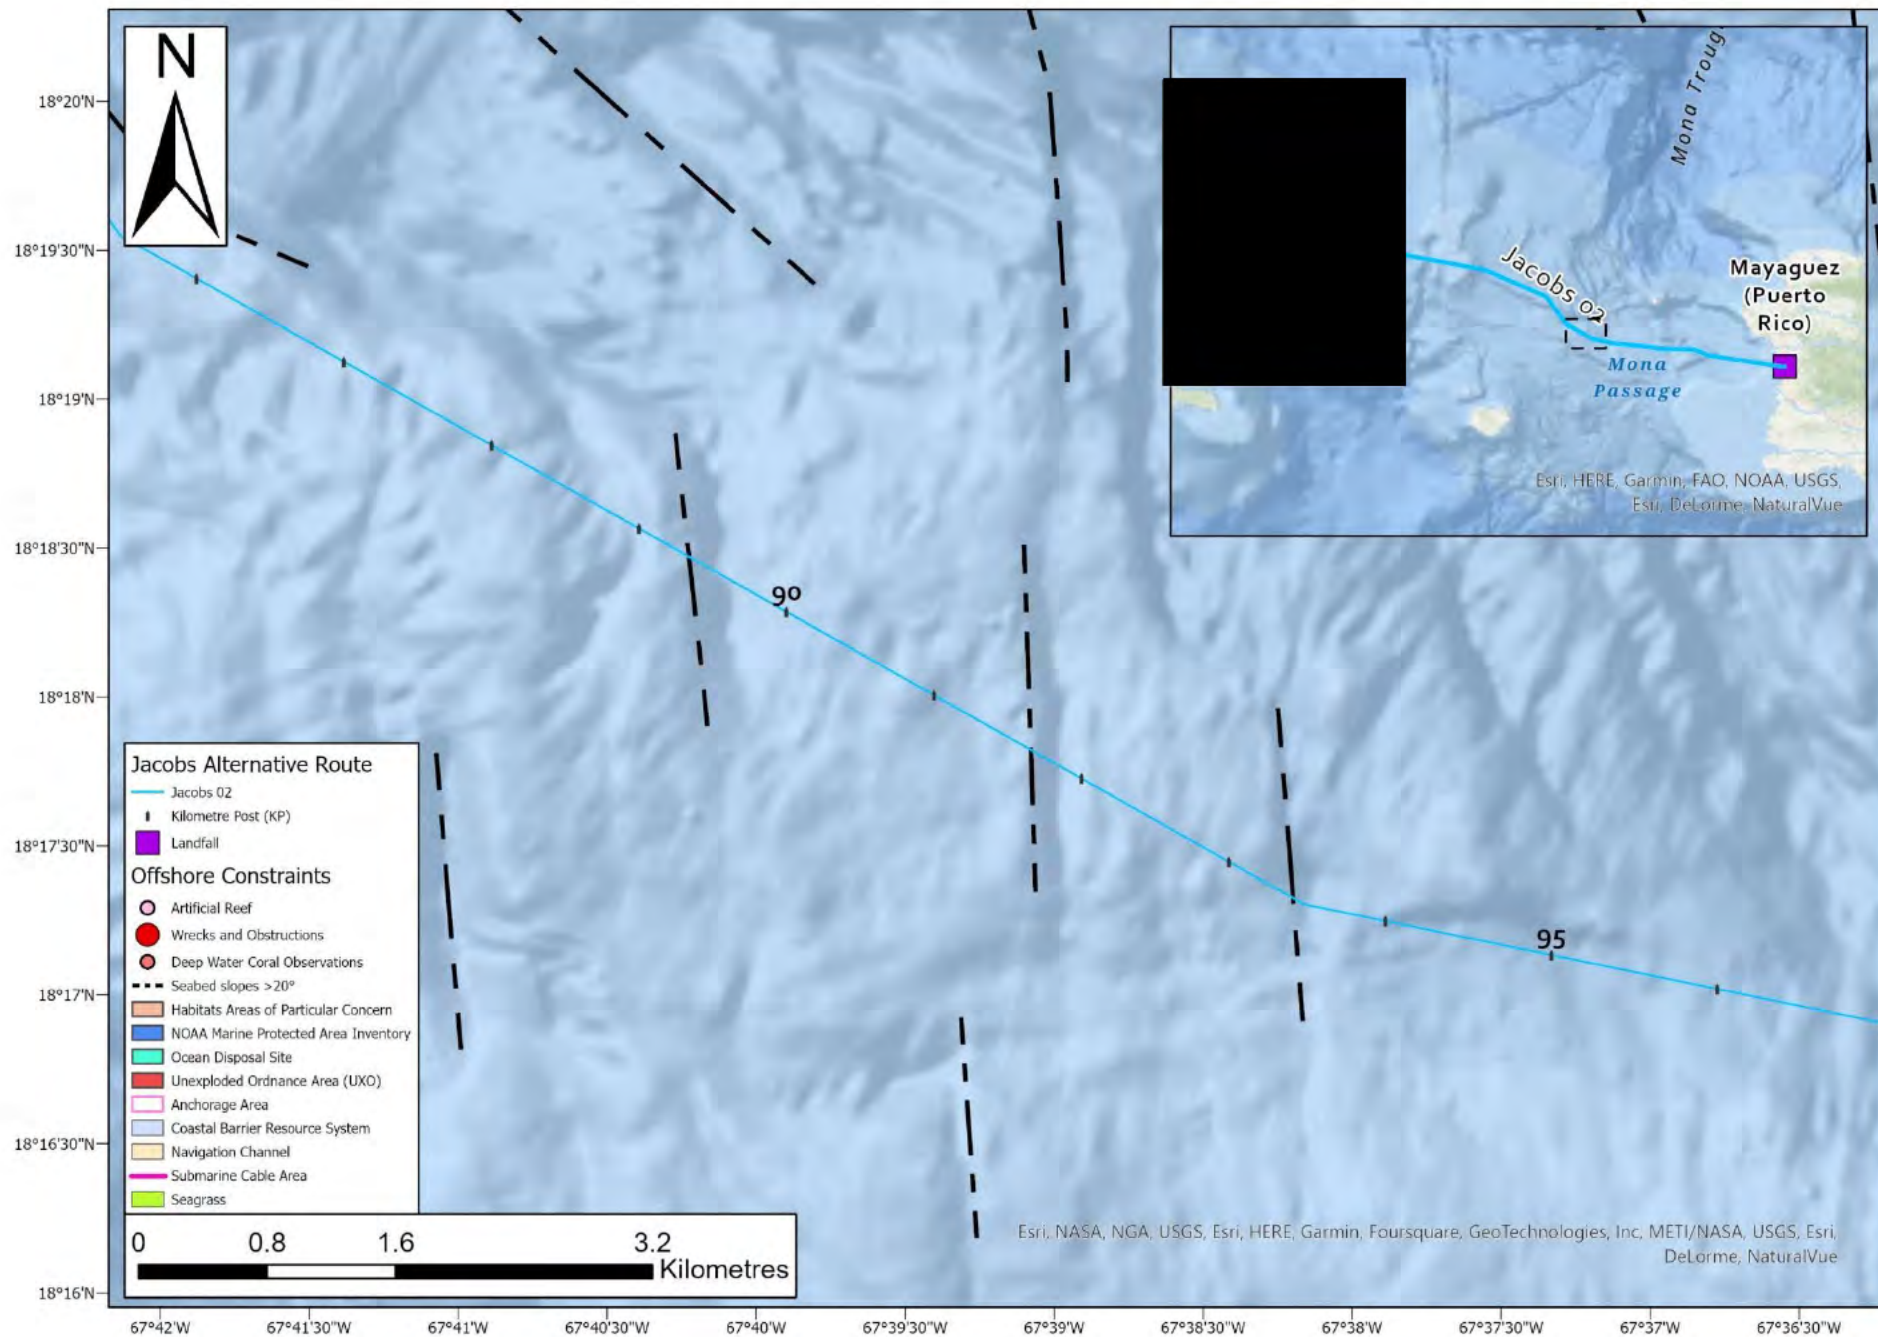 N
18°20'N
18°19'30"N
18°19'N
18°18'30"N
18°18'N
18°17'30"N
18°17'N
18°16'30"N
18°16'N
67°42'W
67°41'30"W
67°41'W
67°40'30"W
67°40'W
67°39'30"W
67°39'W
67°38'30"W
67°38'W
67°37'30"W
67°37'W
67°36'30"W
90
95
Mona Troug
Jacobs 02
Mayaguez
(Puerto
Rico)
Mona
Passage
Esri, HERE, Garmin, FAO, NOAA, USGS,
Esri, DeLorme, NaturalVue
Jacobs Alternative Route
Jacobs 02
Kilometre Post (KP)
Landfall
Offshore Constraints
Artificial Reef
Wrecks and Obstructions
Deep Water Coral Observations
Seabed slopes >20°
Habitats Areas of Particular Concern
NOAA Marine Protected Area Inventory
Ocean Disposal Site
Unexploded Ordnance Area (UXO)
Anchorage Area
Coastal Barrier Resource System
Navigation Channel
Submarine Cable Area
Seagrass
0 0.8 1.6 3.2
Kilometres
Esri, NASA, NGA, USGS, Esri, HERE, Garmin, Foursquare, GeoTechnologies, Inc, METI/NASA, USGS, Esri,
DeLorme, NaturalVue